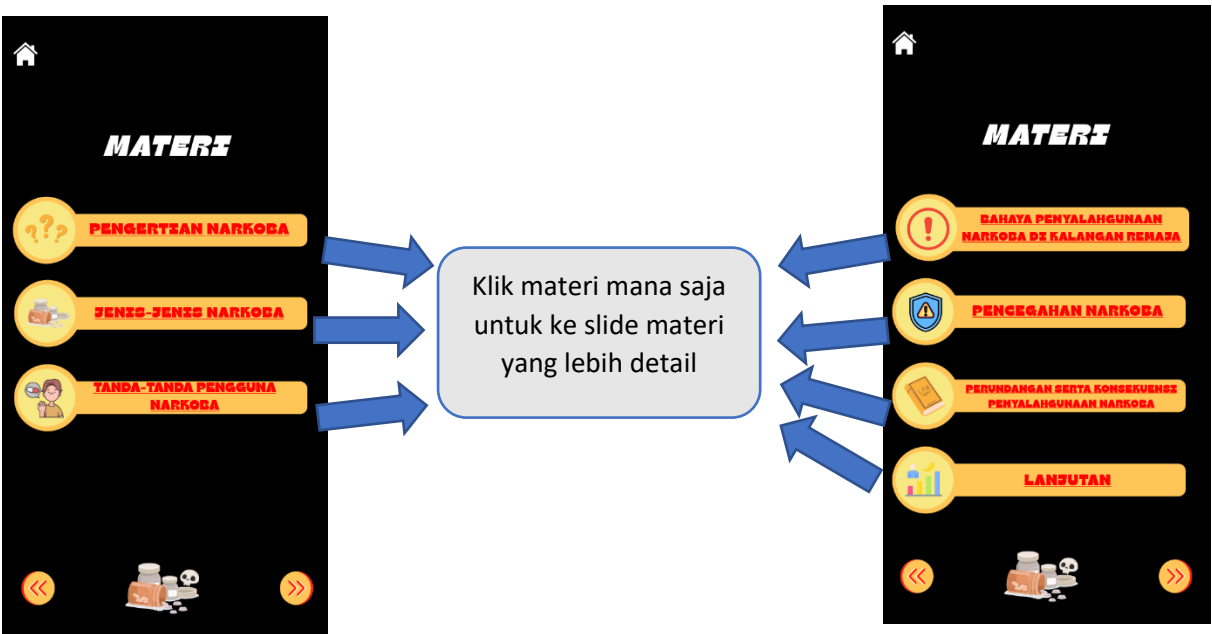 MATERI
PENGERTIAN NARKOBA
JENIS-JENIS NARKOBA
TANDA-TANDA PENGGUNA
NARKOBA
Klik materi mana saja
untuk ke slide materi
yang lebih detail
MATERI
BAHAYA PENYALAHGUNAAN
NARKOBA DI KALANGAN REMAJA
PENCEGAHAN NARKOBA
PERUNDANGAN SERTA KONSEKUENSI
PENYALAHGUNAAN NARKOBA
LANJUTAN